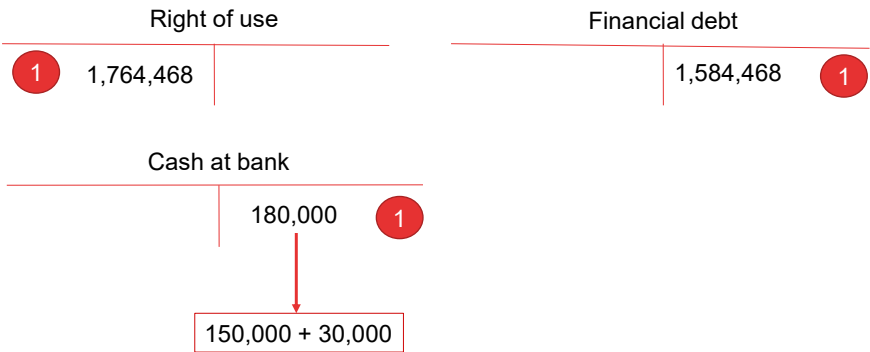 Right of use
Financial debt
1 1,764,468
1,584,468 1
Cash at bank
180,000 1
150,000 + 30,000